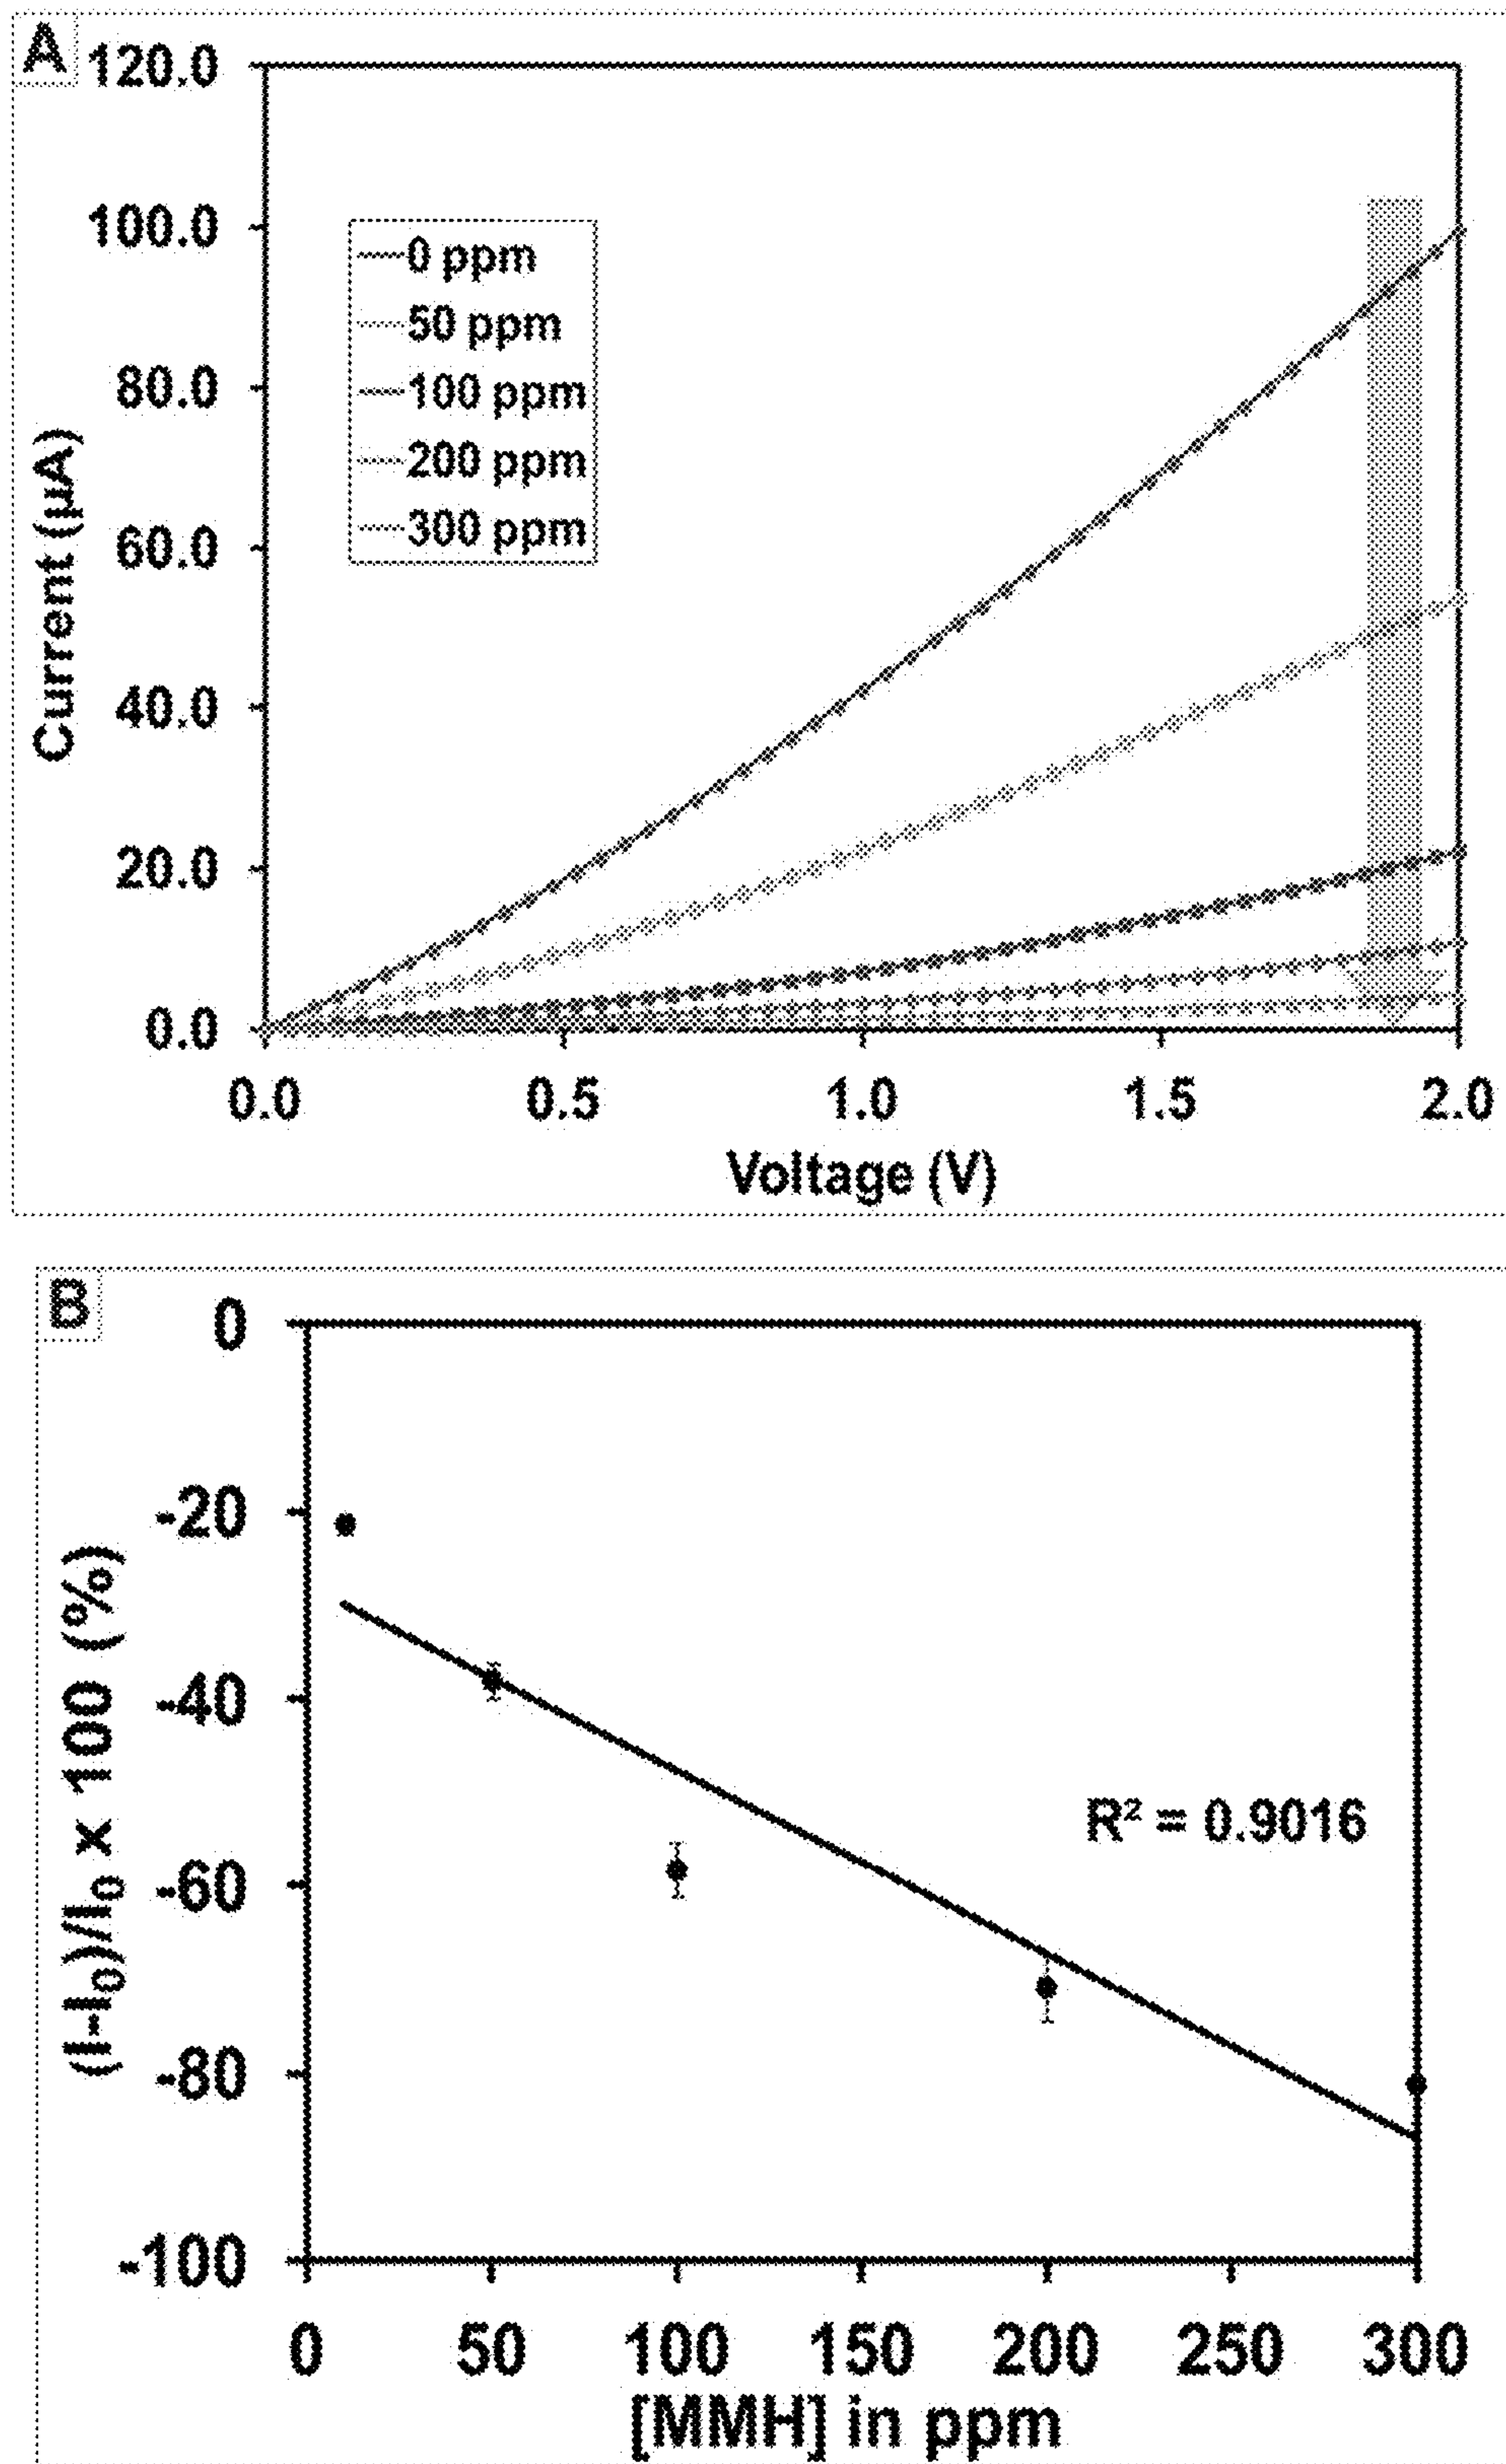 A
120.0
100.0
80.0
60.0
40.0
20.0
0.0
Current (µA)
0 ppm
50 ppm
100 ppm
200 ppm
300 ppm
0.0 0.5 1.0 1.5 2.0
Voltage (V)
B
0
-20
-40
-60
-80
-100
(I-I₀)/I₀ x 100 (%)
R² = 0.9016
0 50 100 150 200 250 300
[MMH] in ppm